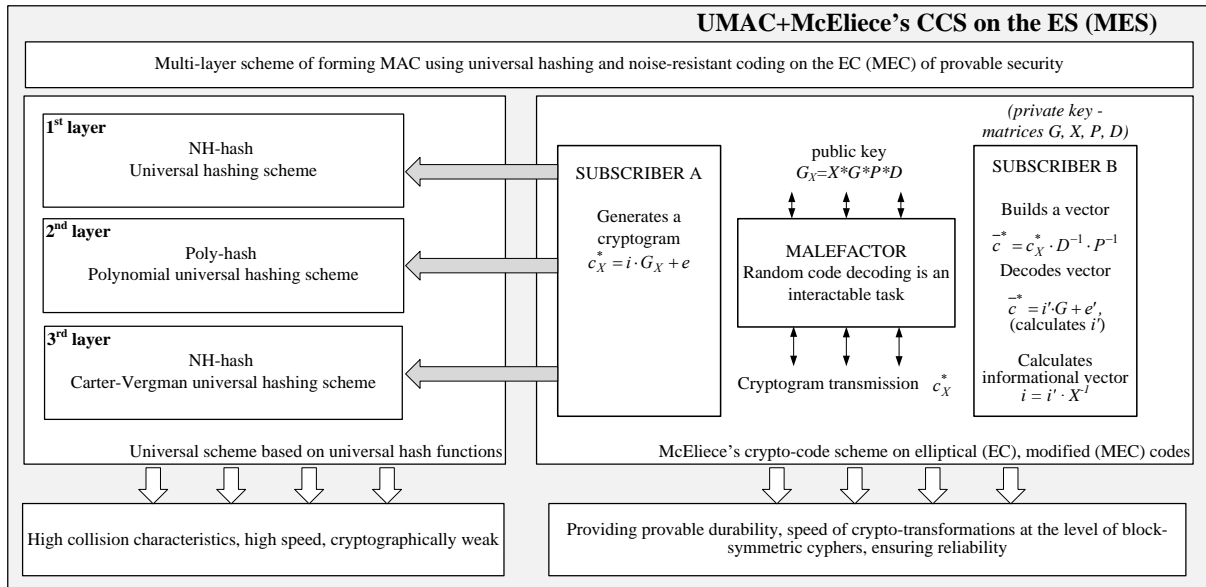 UMAC+McEliece's CCS on the ES (MES)
Multi-layer scheme of forming MAC using universal hashing and noise-resistant coding on the EC (MEC) of provable security
1st layer
NH-hash
Universal hashing scheme
2nd layer
Poly-hash
Polynomial universal hashing scheme
3rd layer
NH-hash
Carter-Vergman universal hashing scheme
Universal scheme based on universal hash functions
SUBSCRIBER A
Generates a
cryptogram
c*_X = i · G_X + e
public key
G_X=X*G*P*D
MALEFACTOR
Random code decoding is an
interactable task
Cryptogram transmission c*_X
(private key -
matrices G, X, P, D)
SUBSCRIBER B
Builds a vector
c̄* = c*_X · D⁻¹ · P⁻¹
Decodes vector
c̄* = i′·G + e′,
(calculates i′)
Calculates
informational vector
i = i′ · X⁻¹
McEliece's crypto-code scheme on elliptical (EC), modified (MEC) codes
High collision characteristics, high speed, cryptographically weak
Providing provable durability, speed of crypto-transformations at the level of block-
symmetric cyphers, ensuring reliability